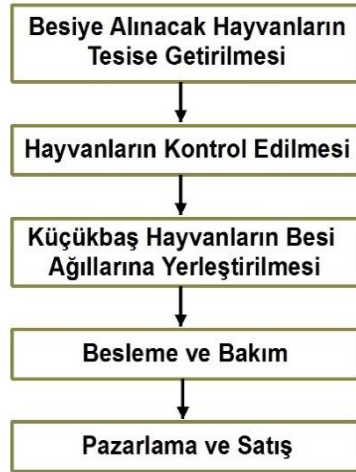 Besiye Alınacak Hayvanların
Tesise Getirilmesi
Hayvanların Kontrol Edilmesi
Küçükbaş Hayvanların Besi
Ağıllarına Yerleştirilmesi
Besleme ve Bakım
Pazarlama ve Satış